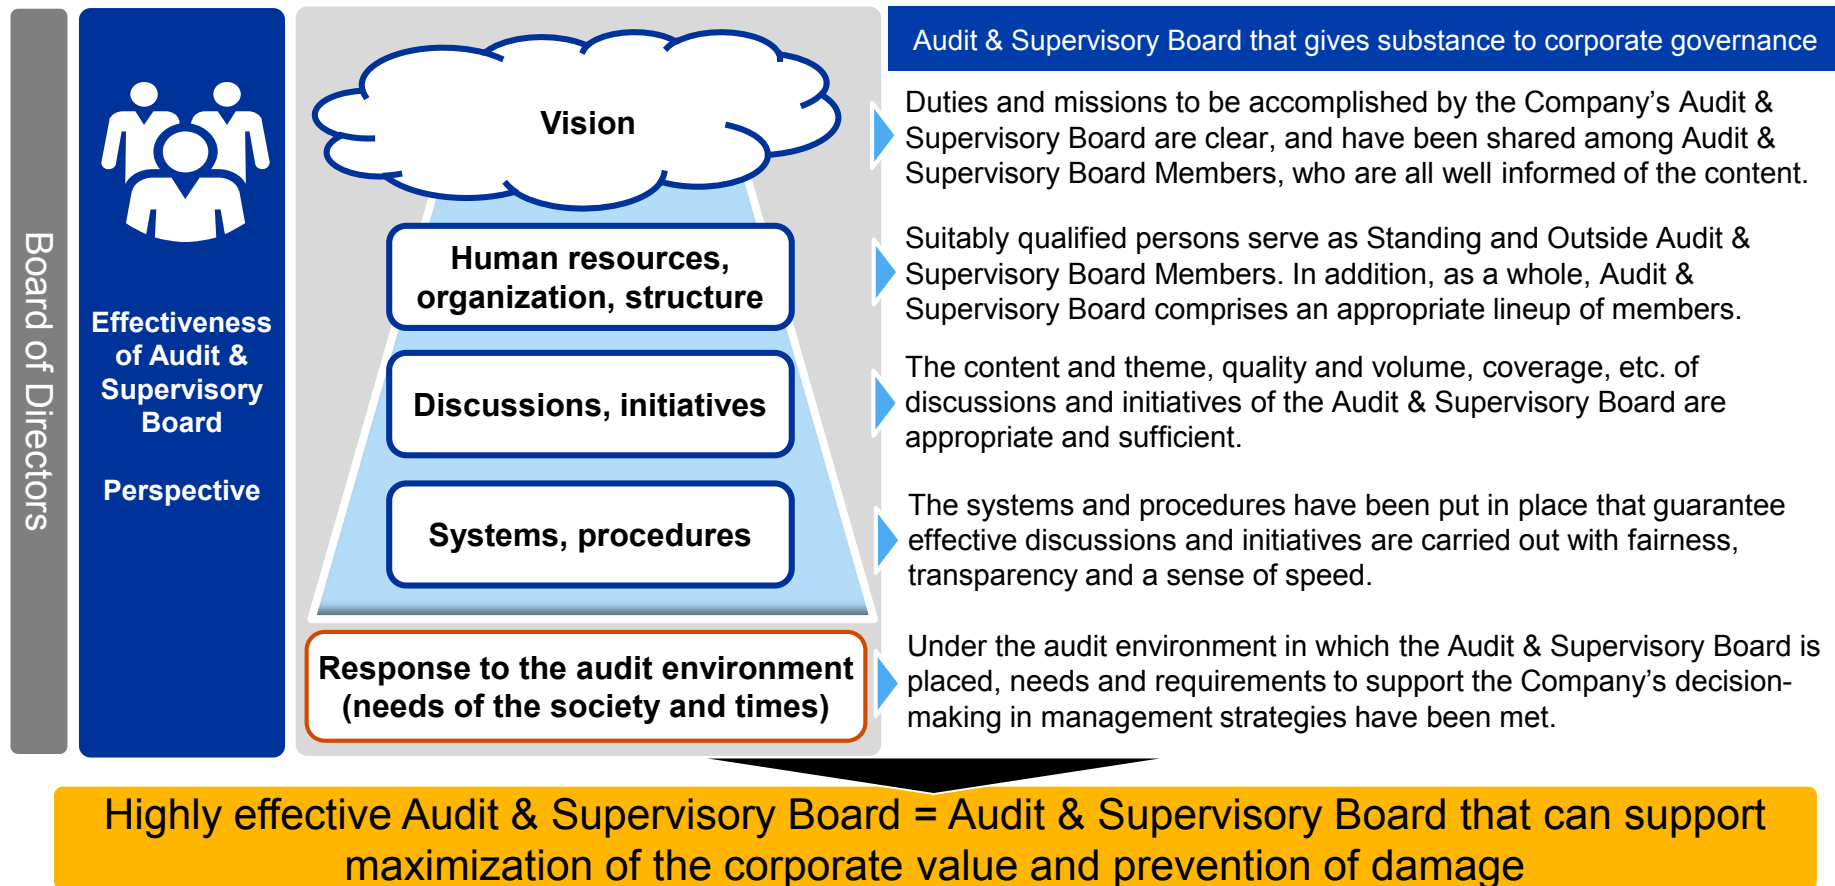 Board of Directors
Effectiveness
of Audit &
Supervisory
Board
Perspective
Audit & Supervisory Board that gives substance to corporate governance
Vision
Duties and missions to be accomplished by the Company’s Audit &
Supervisory Board are clear, and have been shared among Audit &
Supervisory Board Members, who are all well informed of the content.
Human resources,
organization, structure
Suitably qualified persons serve as Standing and Outside Audit &
Supervisory Board Members. In addition, as a whole, Audit &
Supervisory Board comprises an appropriate lineup of members.
Discussions, initiatives
The content and theme, quality and volume, coverage, etc. of
discussions and initiatives of the Audit & Supervisory Board are
appropriate and sufficient.
Systems, procedures
The systems and procedures have been put in place that guarantee
effective discussions and initiatives are carried out with fairness,
transparency and a sense of speed.
Response to the audit environment
(needs of the society and times)
Under the audit environment in which the Audit & Supervisory Board is
placed, needs and requirements to support the Company’s decision-
making in management strategies have been met.
Highly effective Audit & Supervisory Board = Audit & Supervisory Board that can support
maximization of the corporate value and prevention of damage